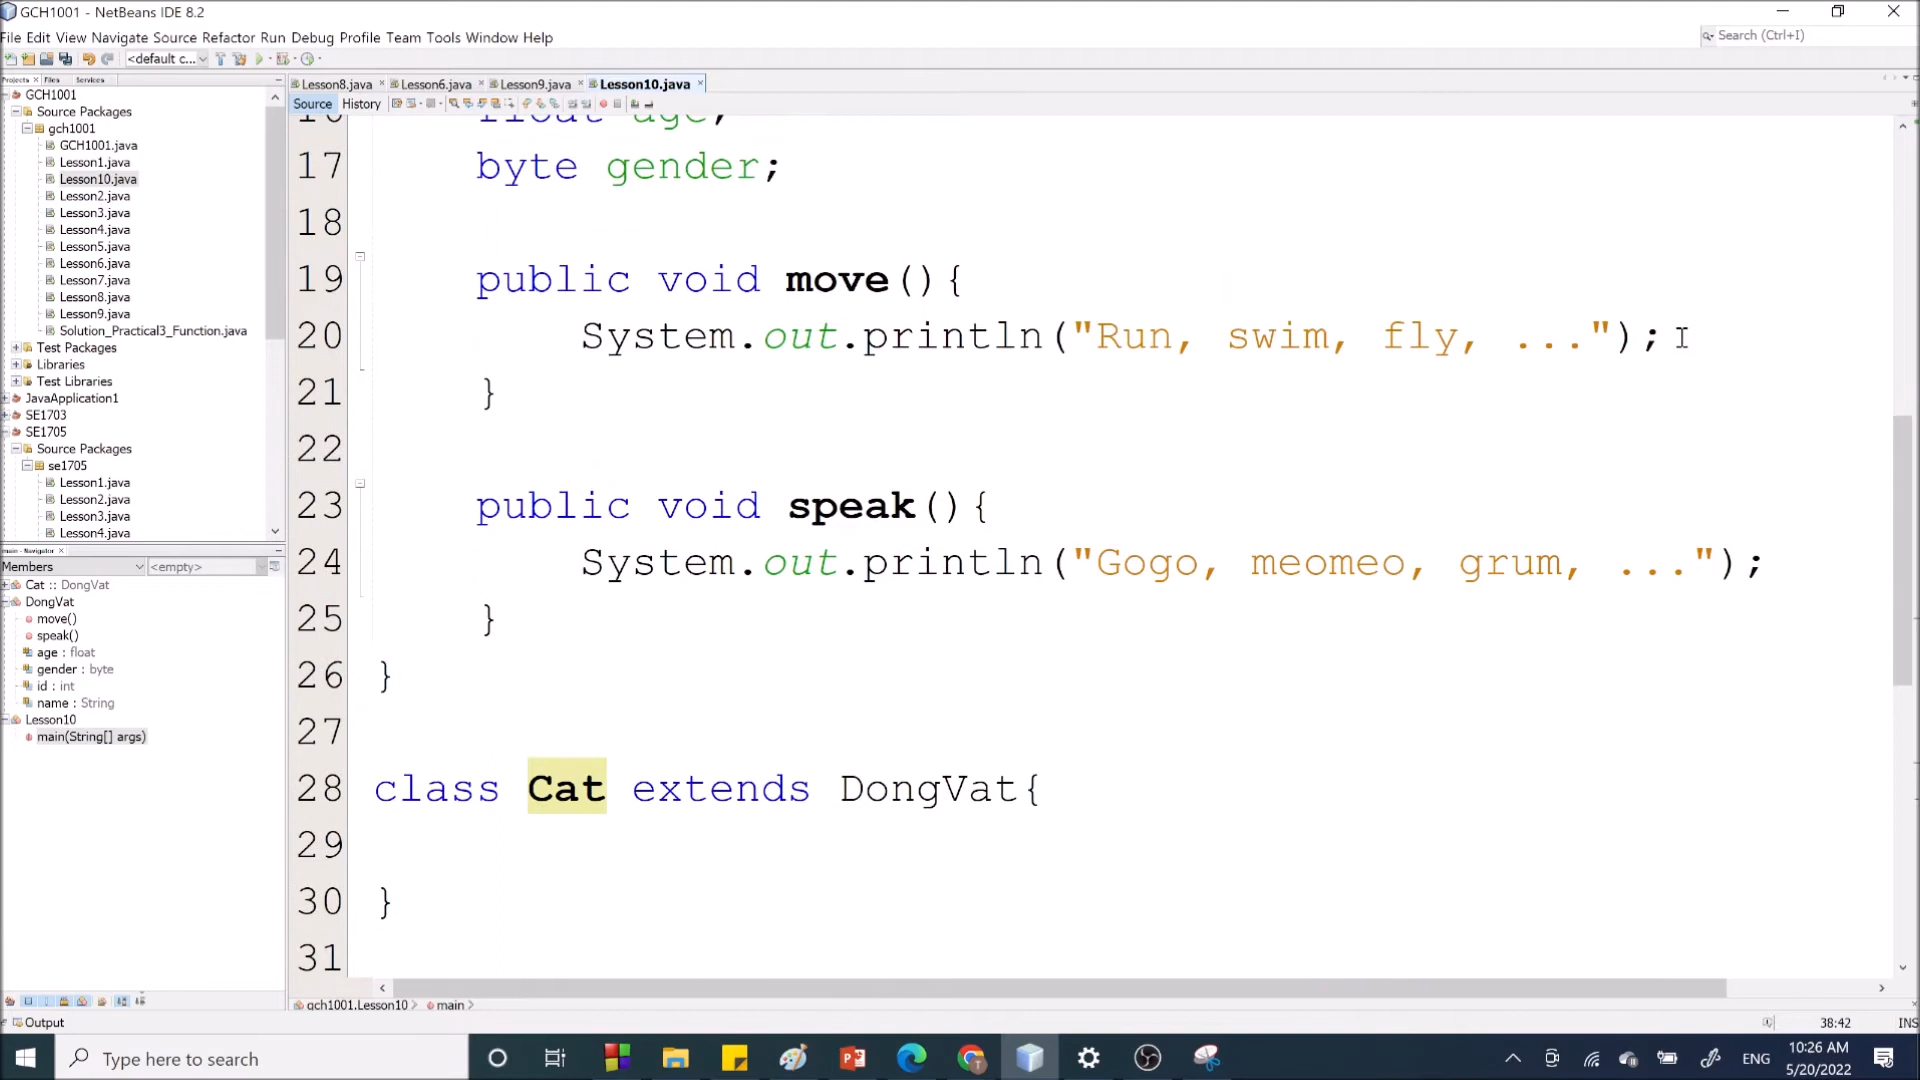 GCH1001 - NetBeans IDE 8.2
File Edit View Navigate Source Refactor Run Debug Profile Team Tools Window Help
Search (Ctrl+I)
<default c...
Projects Files Services
Lesson8.java Lesson6.java Lesson9.java Lesson10.java
Source History
GCH1001
Source Packages
gch1001
GCH1001.java
Lesson1.java
Lesson10.java
Lesson2.java
Lesson3.java
Lesson4.java
Lesson5.java
Lesson6.java
Lesson7.java
Lesson8.java
Lesson9.java
Solution_Practical3_Function.java
Test Packages
Libraries
Test Libraries
JavaApplication1
SE1703
SE1705
Source Packages
se1705
Lesson1.java
Lesson2.java
Lesson3.java
Lesson4.java
main - Navigator
Members <empty>
Cat :: DongVat
DongVat
move()
speak()
age : float
gender : byte
id : int
name : String
Lesson10
main(String[] args)
16 float age;
17 byte gender;
18
19 public void move(){
20 System.out.println("Run, swim, fly, ...");
21 }
22
23 public void speak(){
24 System.out.println("Gogo, meomeo, grum, ...");
25 }
26 }
27
28 class Cat extends DongVat{
29
30 }
31
gch1001.Lesson10 main
Output
38:42 INS
Type here to search
ENG
10:26 AM
5/20/2022